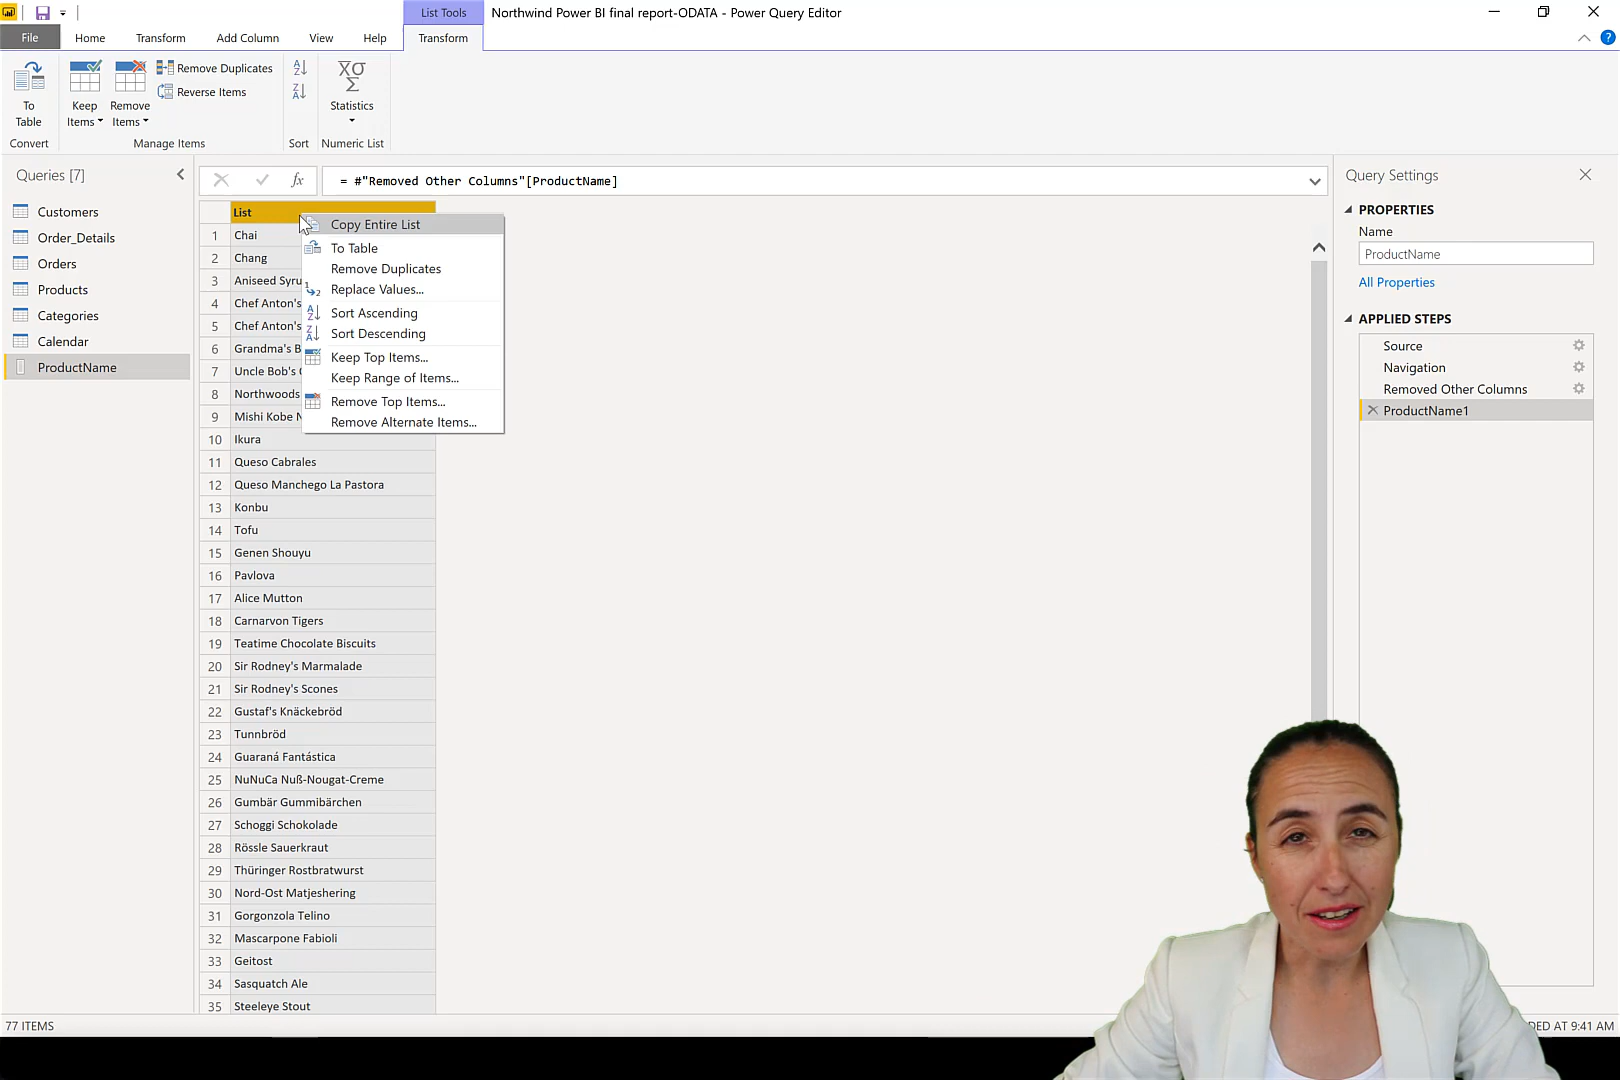 List Tools
Northwind Power BI final report-ODATA - Power Query Editor
File
Home
Transform
Add Column
View
Help
Transform
?
To
Table
Keep
Items
Remove
Items
Remove Duplicates
Reverse Items
A
Z
Z
A
Statistics
Convert
Manage Items
Sort
Numeric List
Queries [7]
fx
= #"Removed Other Columns"[ProductName]
Customers
Order_Details
Orders
Products
Categories
Calendar
ProductName
List
1 Chai
2 Chang
3 Aniseed Syru
4 Chef Anton's
5 Chef Anton's
6 Grandma's B
7 Uncle Bob's
8 Northwoods
9 Mishi Kobe N
10 Ikura
11 Queso Cabrales
12 Queso Manchego La Pastora
13 Konbu
14 Tofu
15 Genen Shouyu
16 Pavlova
17 Alice Mutton
18 Carnarvon Tigers
19 Teatime Chocolate Biscuits
20 Sir Rodney's Marmalade
21 Sir Rodney's Scones
22 Gustaf's Knäckebröd
23 Tunnbröd
24 Guaraná Fantástica
25 NuNuCa Nuß-Nougat-Creme
26 Gumbär Gummibärchen
27 Schoggi Schokolade
28 Rössle Sauerkraut
29 Thüringer Rostbratwurst
30 Nord-Ost Matjeshering
31 Gorgonzola Telino
32 Mascarpone Fabioli
33 Geitost
34 Sasquatch Ale
35 Steeleye Stout
Copy Entire List
To Table
Remove Duplicates
Replace Values...
Sort Ascending
Sort Descending
Keep Top Items...
Keep Range of Items...
Remove Top Items...
Remove Alternate Items...
Query Settings
PROPERTIES
Name
ProductName
All Properties
APPLIED STEPS
Source
Navigation
Removed Other Columns
ProductName1
77 ITEMS
DED AT 9:41 AM